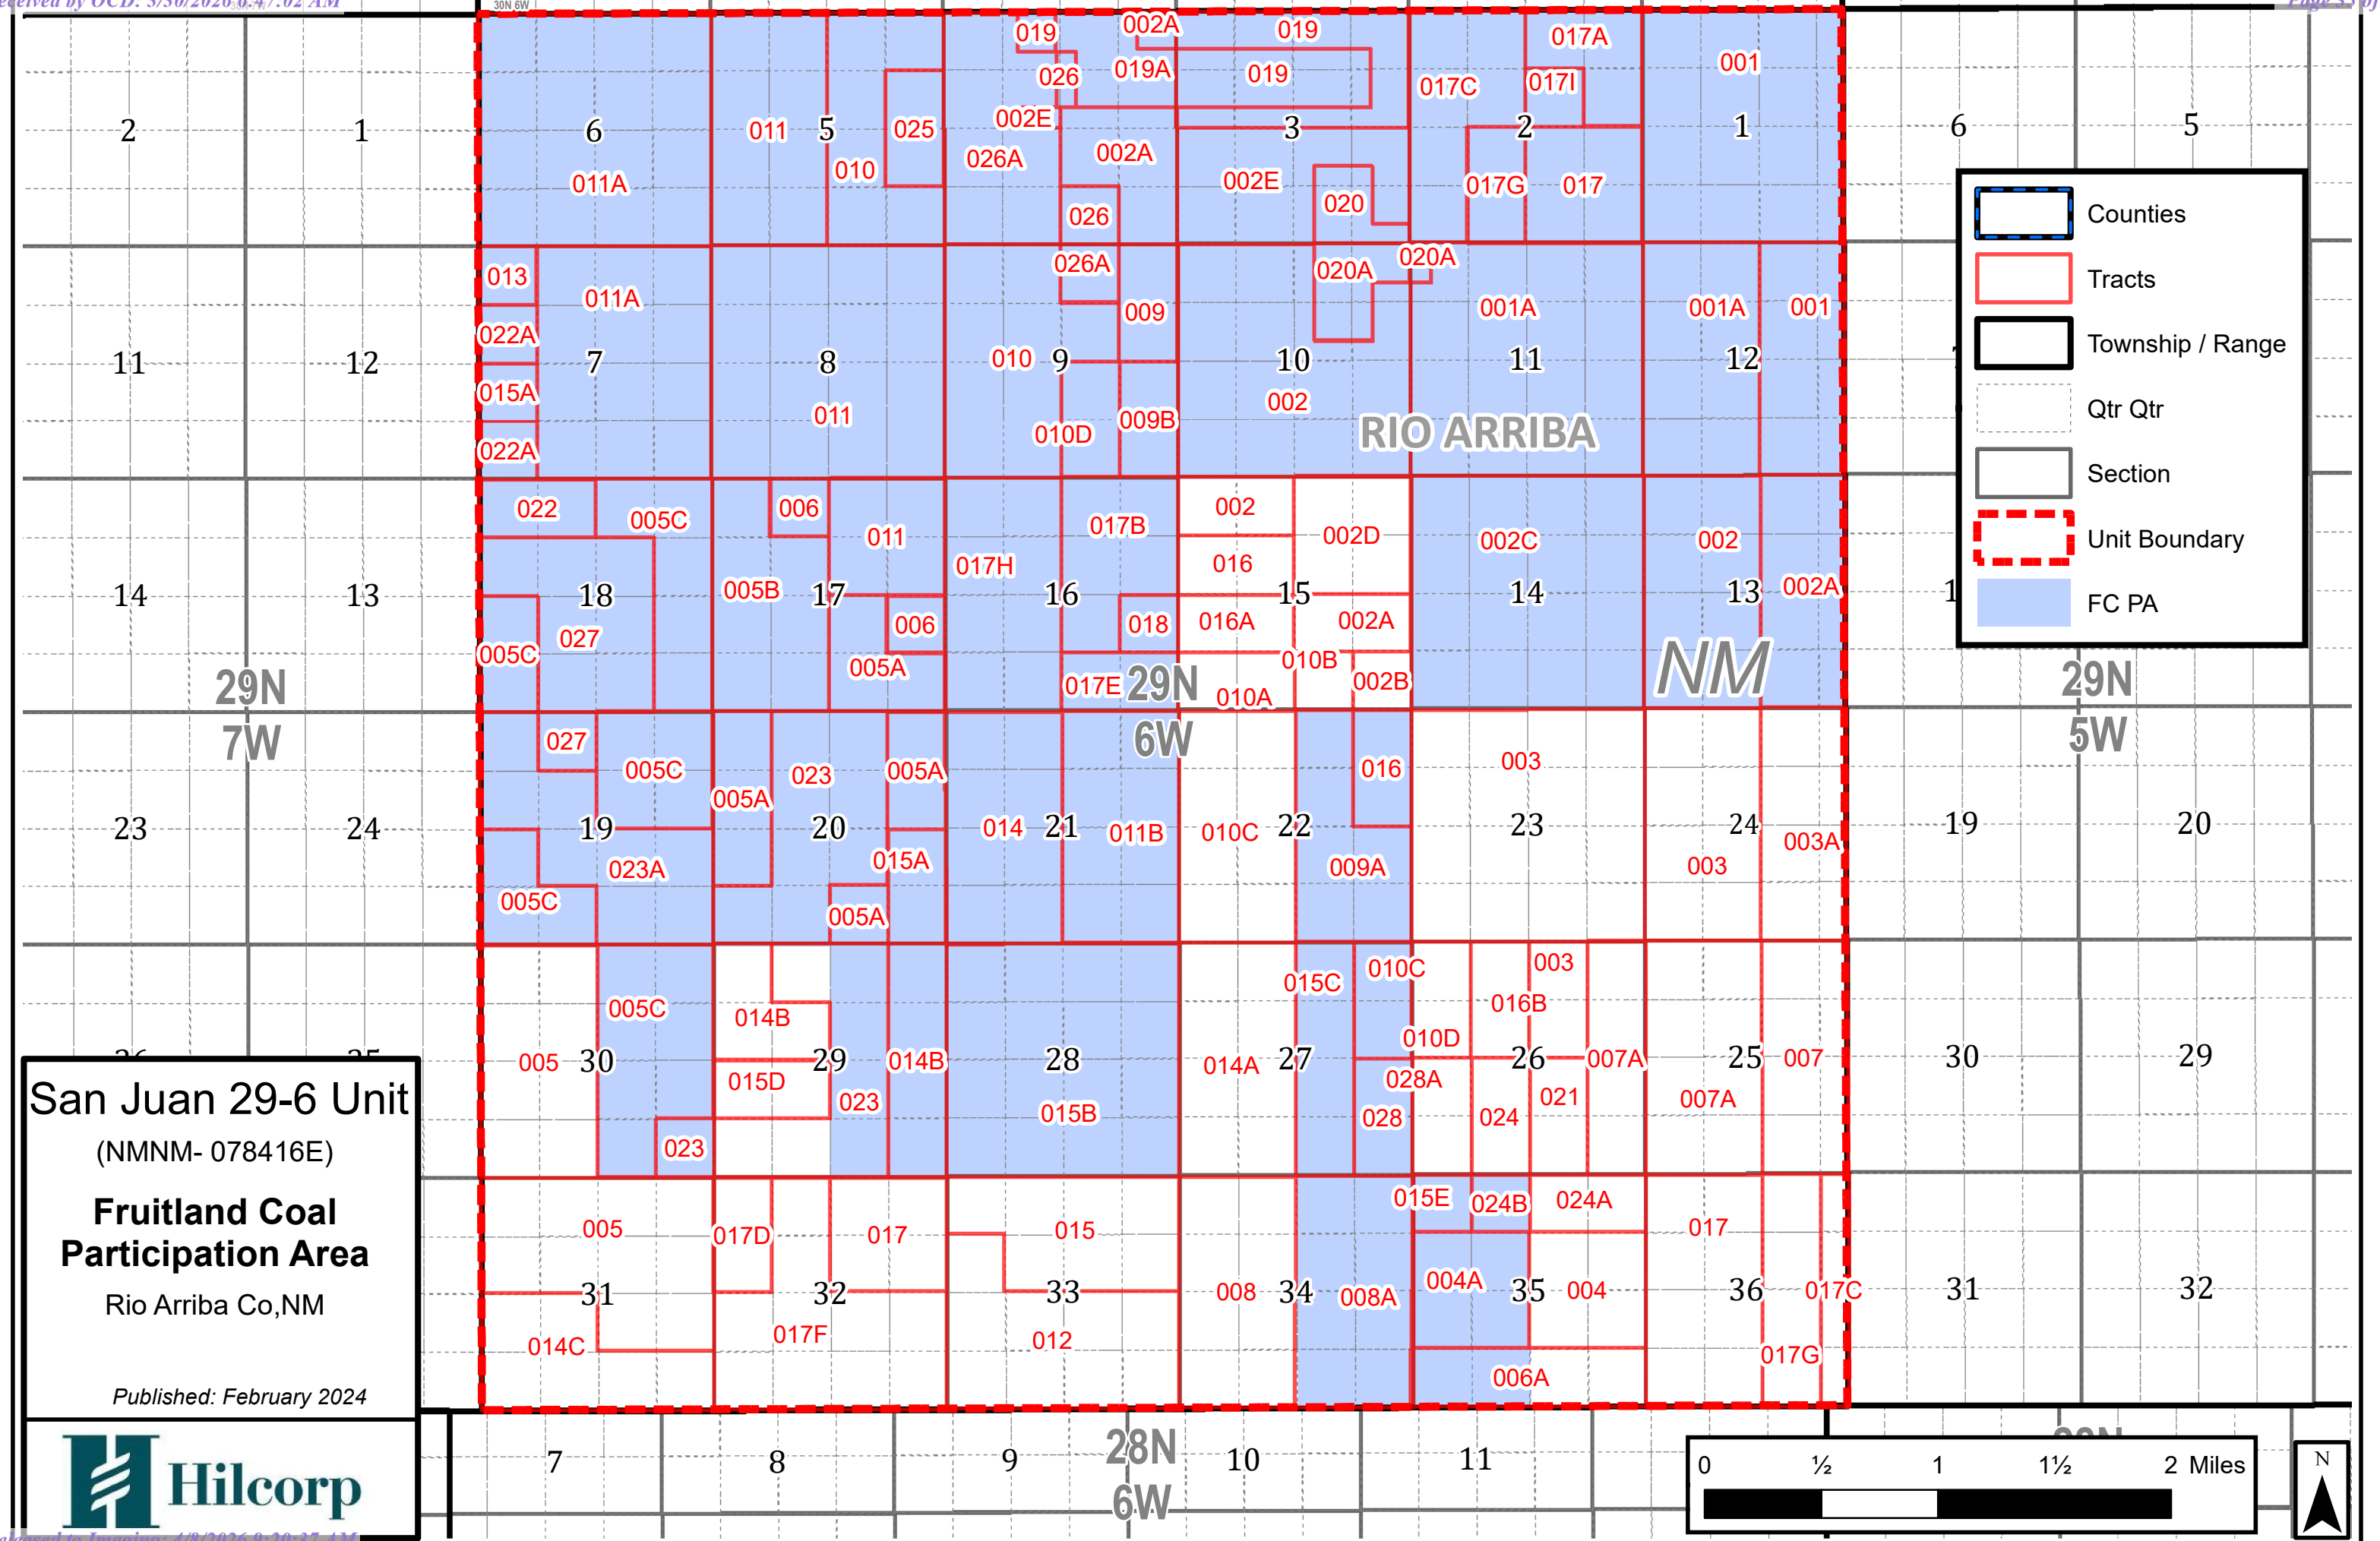 30N 6W
019
002A
019
017A
001
026
019A
019
017C
017I
2
1
6
011
5
025
002E
3
2
1
6
5
010
026A
002A
011A
002E
017G
017
020
026
013
011A
026A
020A
020A
009
001A
001A
001
022A
11
12
7
8
010
9
10
11
12
015A
011
002
009B
010D
RIO ARRIBA
022A
022
005C
006
011
017B
002
002D
002C
002
017H
016
14
13
18
005B
17
16
15
14
13
002A
027
006
018
016A
002A
005C
005A
017E
010A
010B
002B
NM
29N
7W
29N
6W
29N
5W
027
005C
005A
023
005A
016
003
23
24
19
20
014
21
011B
010C
22
23
24
003A
19
20
023A
015A
009A
003
005C
005A
005C
014B
015C
010C
003
016B
010D
005
30
29
014B
28
014A
27
26
007A
25
007
30
29
015D
023
015B
028A
028
024
021
007A
023
005
017D
017
015
015E
024B
024A
017
31
32
33
008
34
008A
004A
35
004
36
017C
31
32
014C
017F
012
006A
017G
7
8
9
28N
6W
10
11
Counties
Tracts
Township / Range
Qtr Qtr
Section
Unit Boundary
FC PA
San Juan 29-6 Unit
(NMNM- 078416E)
Fruitland Coal
Participation Area
Rio Arriba Co,NM
Published: February 2024
Hilcorp
0 ½ 1 1½ 2 Miles
N